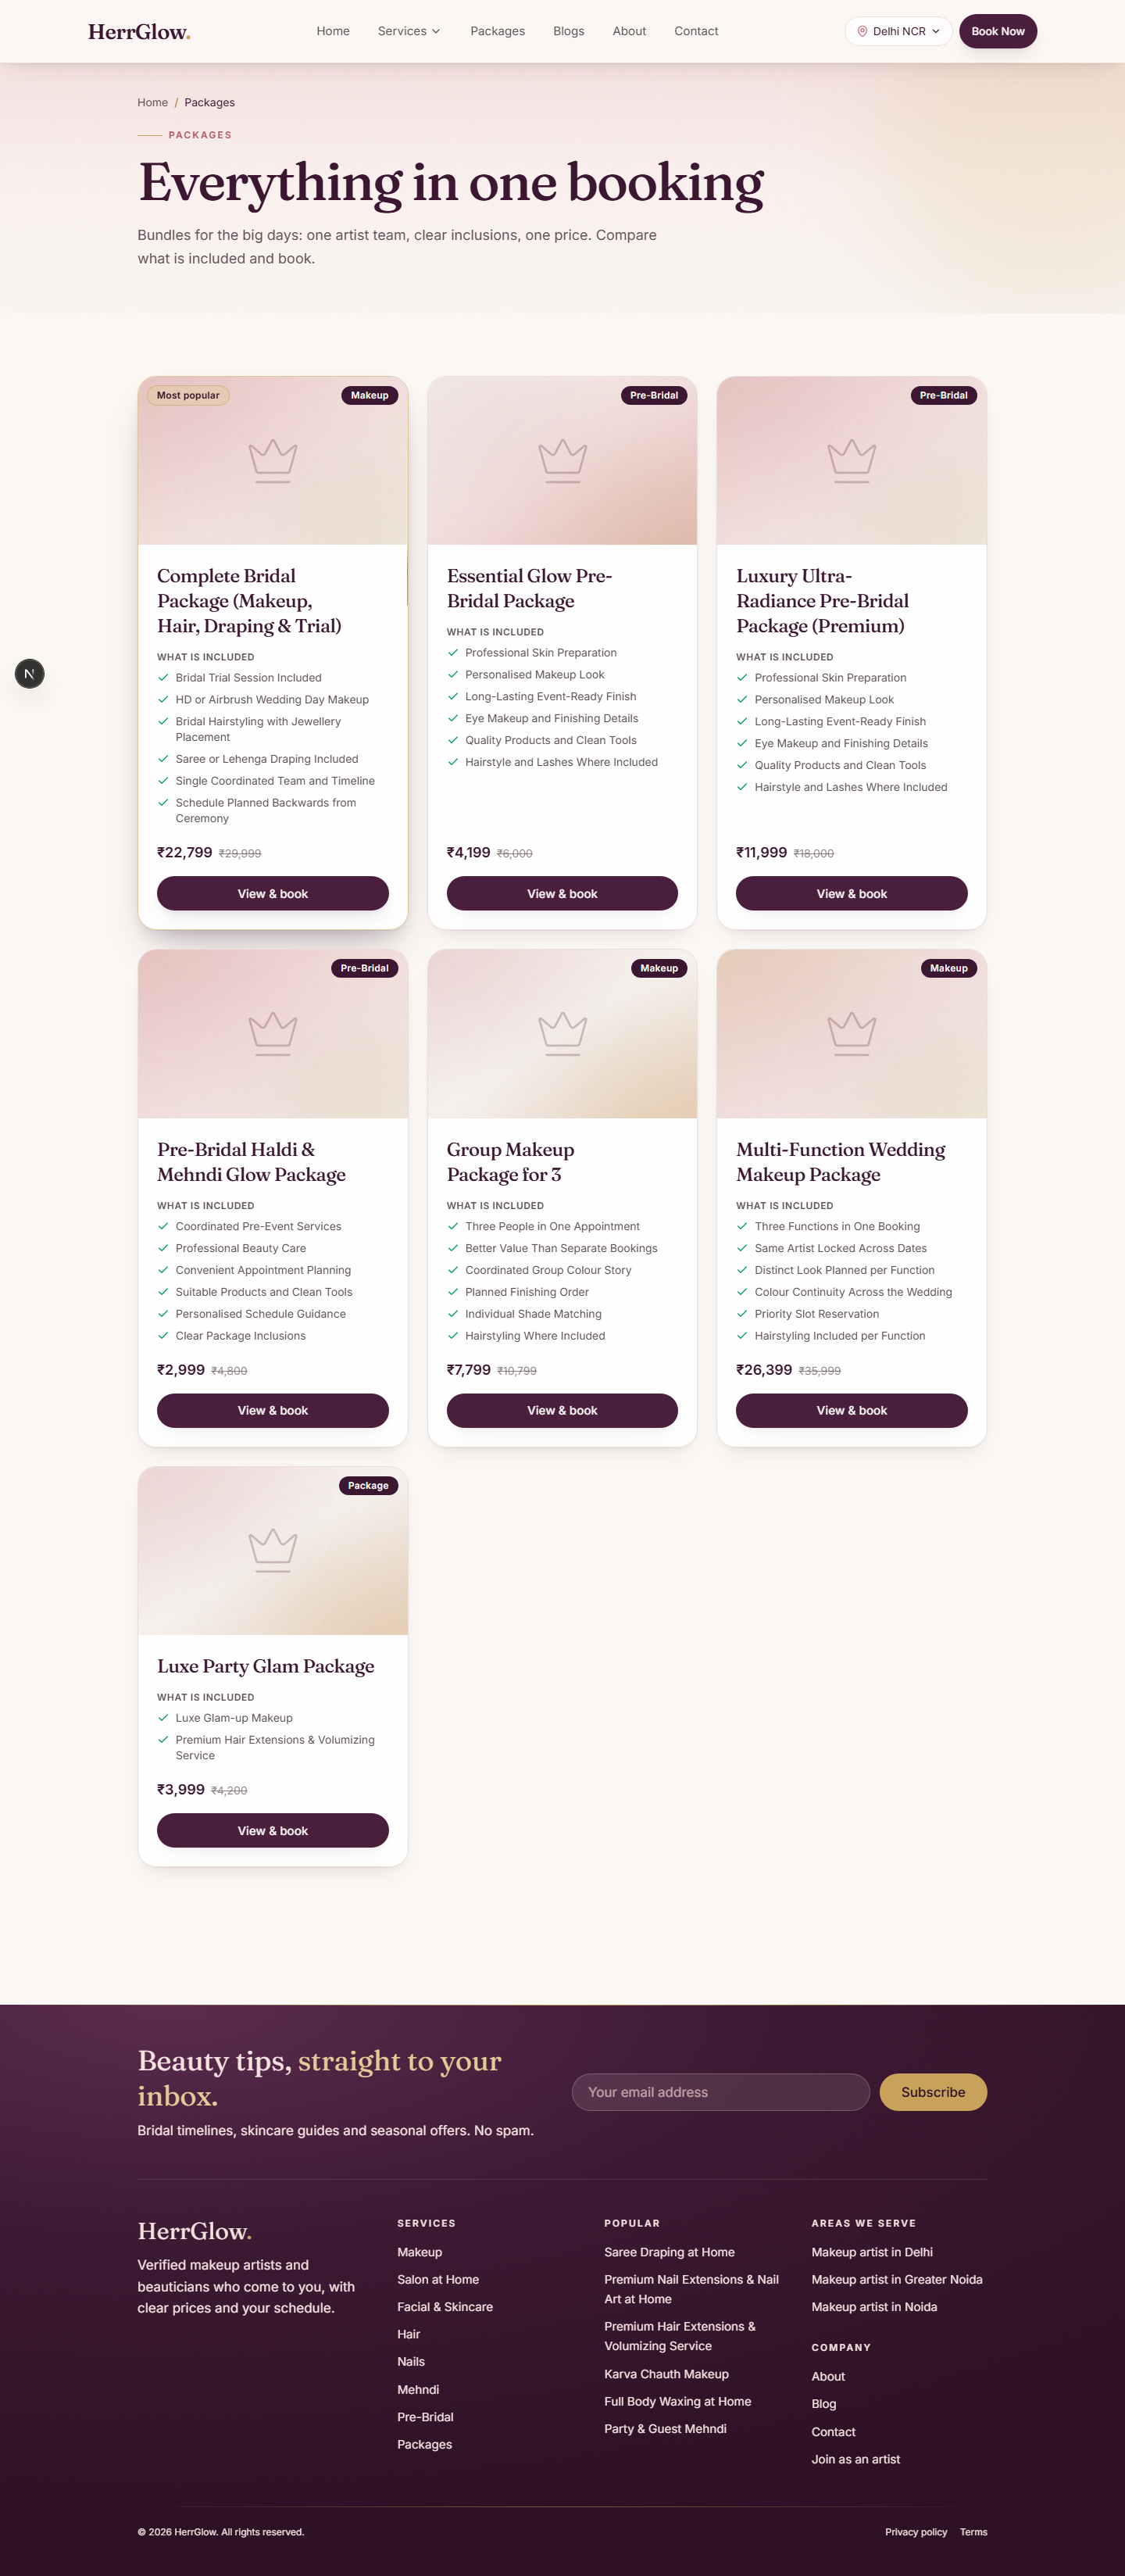 HerrGlow.
Home
Services
Packages
Blogs
About
Contact
Delhi NCR
Book Now
Home / Packages
PACKAGES
Everything in one booking
Bundles for the big days: one artist team, clear inclusions, one price. Compare
what is included and book.
Most popular
Makeup
Complete Bridal
Package (Makeup,
Hair, Draping & Trial)
WHAT IS INCLUDED
Bridal Trial Session Included
HD or Airbrush Wedding Day Makeup
Bridal Hairstyling with Jewellery
Placement
Saree or Lehenga Draping Included
Single Coordinated Team and Timeline
Schedule Planned Backwards from
Ceremony
₹22,799 ₹29,999
View & book
Pre-Bridal
Essential Glow Pre-
Bridal Package
WHAT IS INCLUDED
Professional Skin Preparation
Personalised Makeup Look
Long-Lasting Event-Ready Finish
Eye Makeup and Finishing Details
Quality Products and Clean Tools
Hairstyle and Lashes Where Included
₹4,199 ₹6,000
View & book
Pre-Bridal
Luxury Ultra-
Radiance Pre-Bridal
Package (Premium)
WHAT IS INCLUDED
Professional Skin Preparation
Personalised Makeup Look
Long-Lasting Event-Ready Finish
Eye Makeup and Finishing Details
Quality Products and Clean Tools
Hairstyle and Lashes Where Included
₹11,999 ₹18,000
View & book
N
Pre-Bridal
Pre-Bridal Haldi &
Mehndi Glow Package
WHAT IS INCLUDED
Coordinated Pre-Event Services
Professional Beauty Care
Convenient Appointment Planning
Suitable Products and Clean Tools
Personalised Schedule Guidance
Clear Package Inclusions
₹2,999 ₹4,800
View & book
Makeup
Group Makeup
Package for 3
WHAT IS INCLUDED
Three People in One Appointment
Better Value Than Separate Bookings
Coordinated Group Colour Story
Planned Finishing Order
Individual Shade Matching
Hairstyling Where Included
₹7,799 ₹10,799
View & book
Makeup
Multi-Function Wedding
Makeup Package
WHAT IS INCLUDED
Three Functions in One Booking
Same Artist Locked Across Dates
Distinct Look Planned per Function
Colour Continuity Across the Wedding
Priority Slot Reservation
Hairstyling Included per Function
₹26,399 ₹35,999
View & book
Package
Luxe Party Glam Package
WHAT IS INCLUDED
Luxe Glam-up Makeup
Premium Hair Extensions & Volumizing
Service
₹3,999 ₹4,200
View & book
Beauty tips, straight to your
inbox.
Bridal timelines, skincare guides and seasonal offers. No spam.
Your email address
Subscribe
HerrGlow.
Verified makeup artists and
beauticians who come to you, with
clear prices and your schedule.
SERVICES
Makeup
Salon at Home
Facial & Skincare
Hair
Nails
Mehndi
Pre-Bridal
Packages
POPULAR
Saree Draping at Home
Premium Nail Extensions & Nail
Art at Home
Premium Hair Extensions &
Volumizing Service
Karva Chauth Makeup
Full Body Waxing at Home
Party & Guest Mehndi
AREAS WE SERVE
Makeup artist in Delhi
Makeup artist in Greater Noida
Makeup artist in Noida
COMPANY
About
Blog
Contact
Join as an artist
© 2026 HerrGlow. All rights reserved.
Privacy policy
Terms